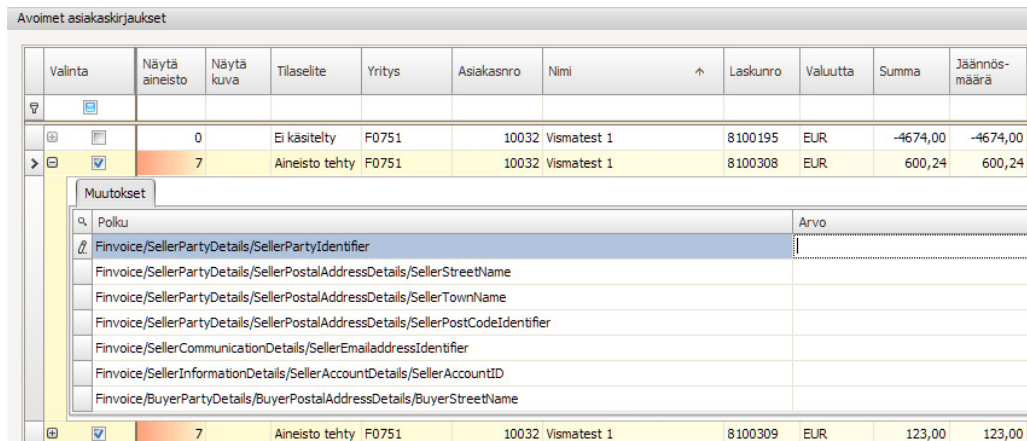 Avoimet asiakaskirjaukset
Valinta Näytä aineisto Näytä kuva Tilaselite Yritys Asiakasnro Nimi Laskunro Valuutta Summa Jäännös-määrä
0 Ei käsitelty F0751 10032 Vismatest 1 8100195 EUR -4674,00 -4674,00
7 Aineisto tehty F0751 10032 Vismatest 1 8100308 EUR 600,24 600,24
Muutokset
Polku Arvo
Finvoice/SellerPartyDetails/SellerPartyIdentifier
Finvoice/SellerPartyDetails/SellerPostalAddressDetails/SellerStreetName
Finvoice/SellerPartyDetails/SellerPostalAddressDetails/SellerTownName
Finvoice/SellerPartyDetails/SellerPostalAddressDetails/SellerPostCodeIdentifier
Finvoice/SellerCommunicationDetails/SellerEmailaddressIdentifier
Finvoice/SellerInformationDetails/SellerAccountDetails/SellerAccountID
Finvoice/BuyerPartyDetails/BuyerPostalAddressDetails/BuyerStreetName
7 Aineisto tehty F0751 10032 Vismatest 1 8100309 EUR 123,00 123,00